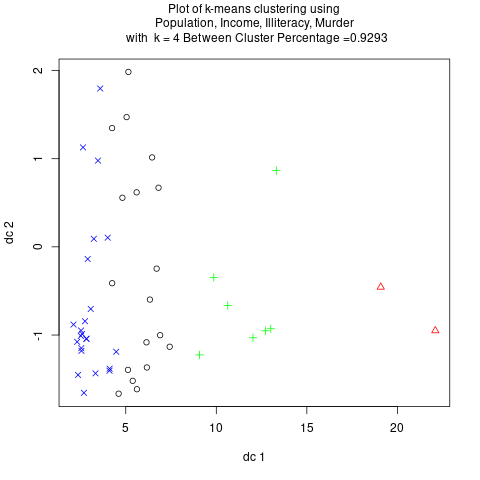 Plot of k-means clustering using
Population, Income, Illiteracy, Murder
with k = 4 Between Cluster Percentage =0.9293
2
1
0
-1
dc 2
5
10
15
20
dc 1